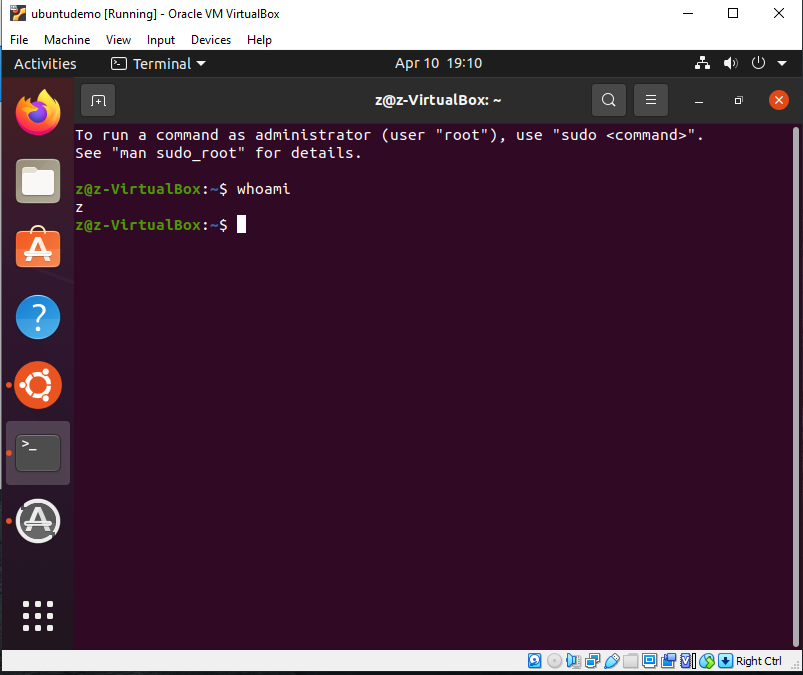 ubuntudemo [Running] - Oracle VM VirtualBox
File Machine View Input Devices Help
Activities Terminal Apr 10 19:10
z@z-VirtualBox: ~
To run a command as administrator (user "root"), use "sudo <command>".
See "man sudo_root" for details.
z@z-VirtualBox:~$ whoami
z
z@z-VirtualBox:~$
Right Ctrl